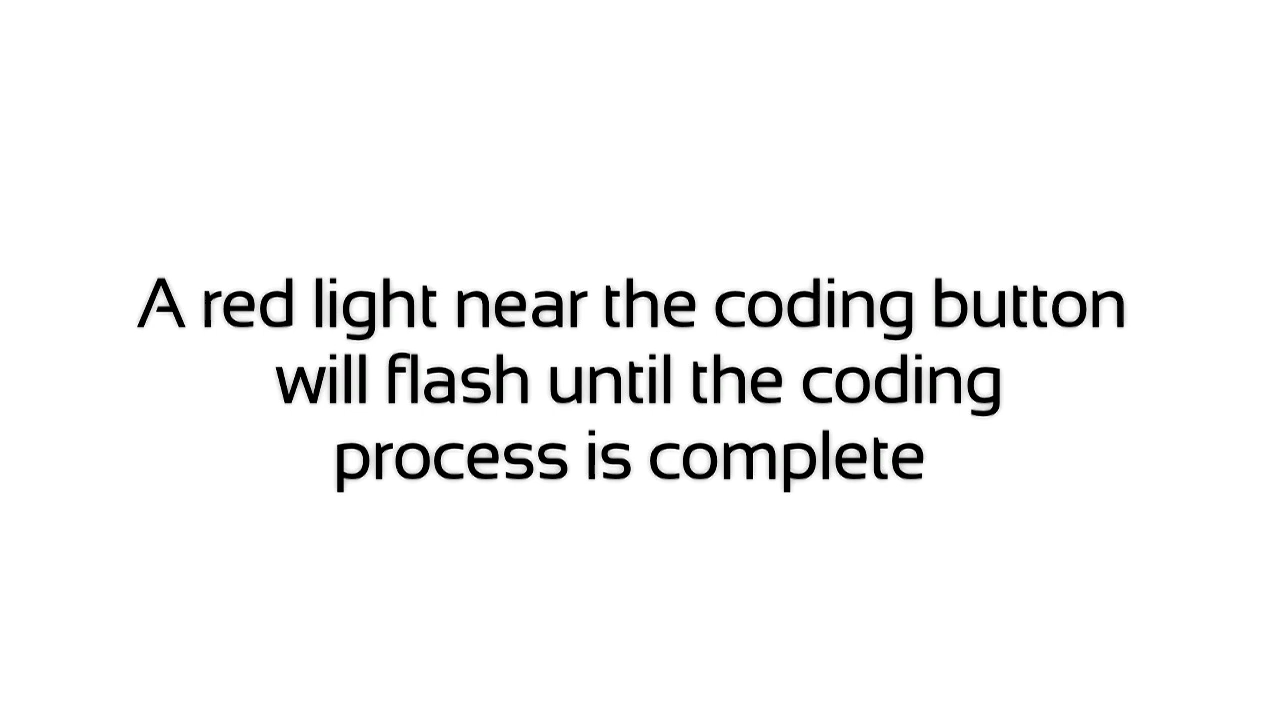 A red light near the coding button
will flash until the coding
process is complete